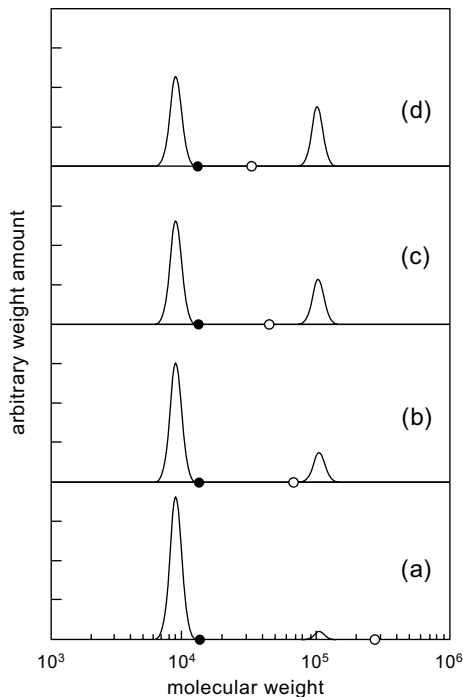 (d)
(c)
(b)
(a)
arbitrary weight amount
10³ 10⁴ 10⁵ 10⁶
molecular weight